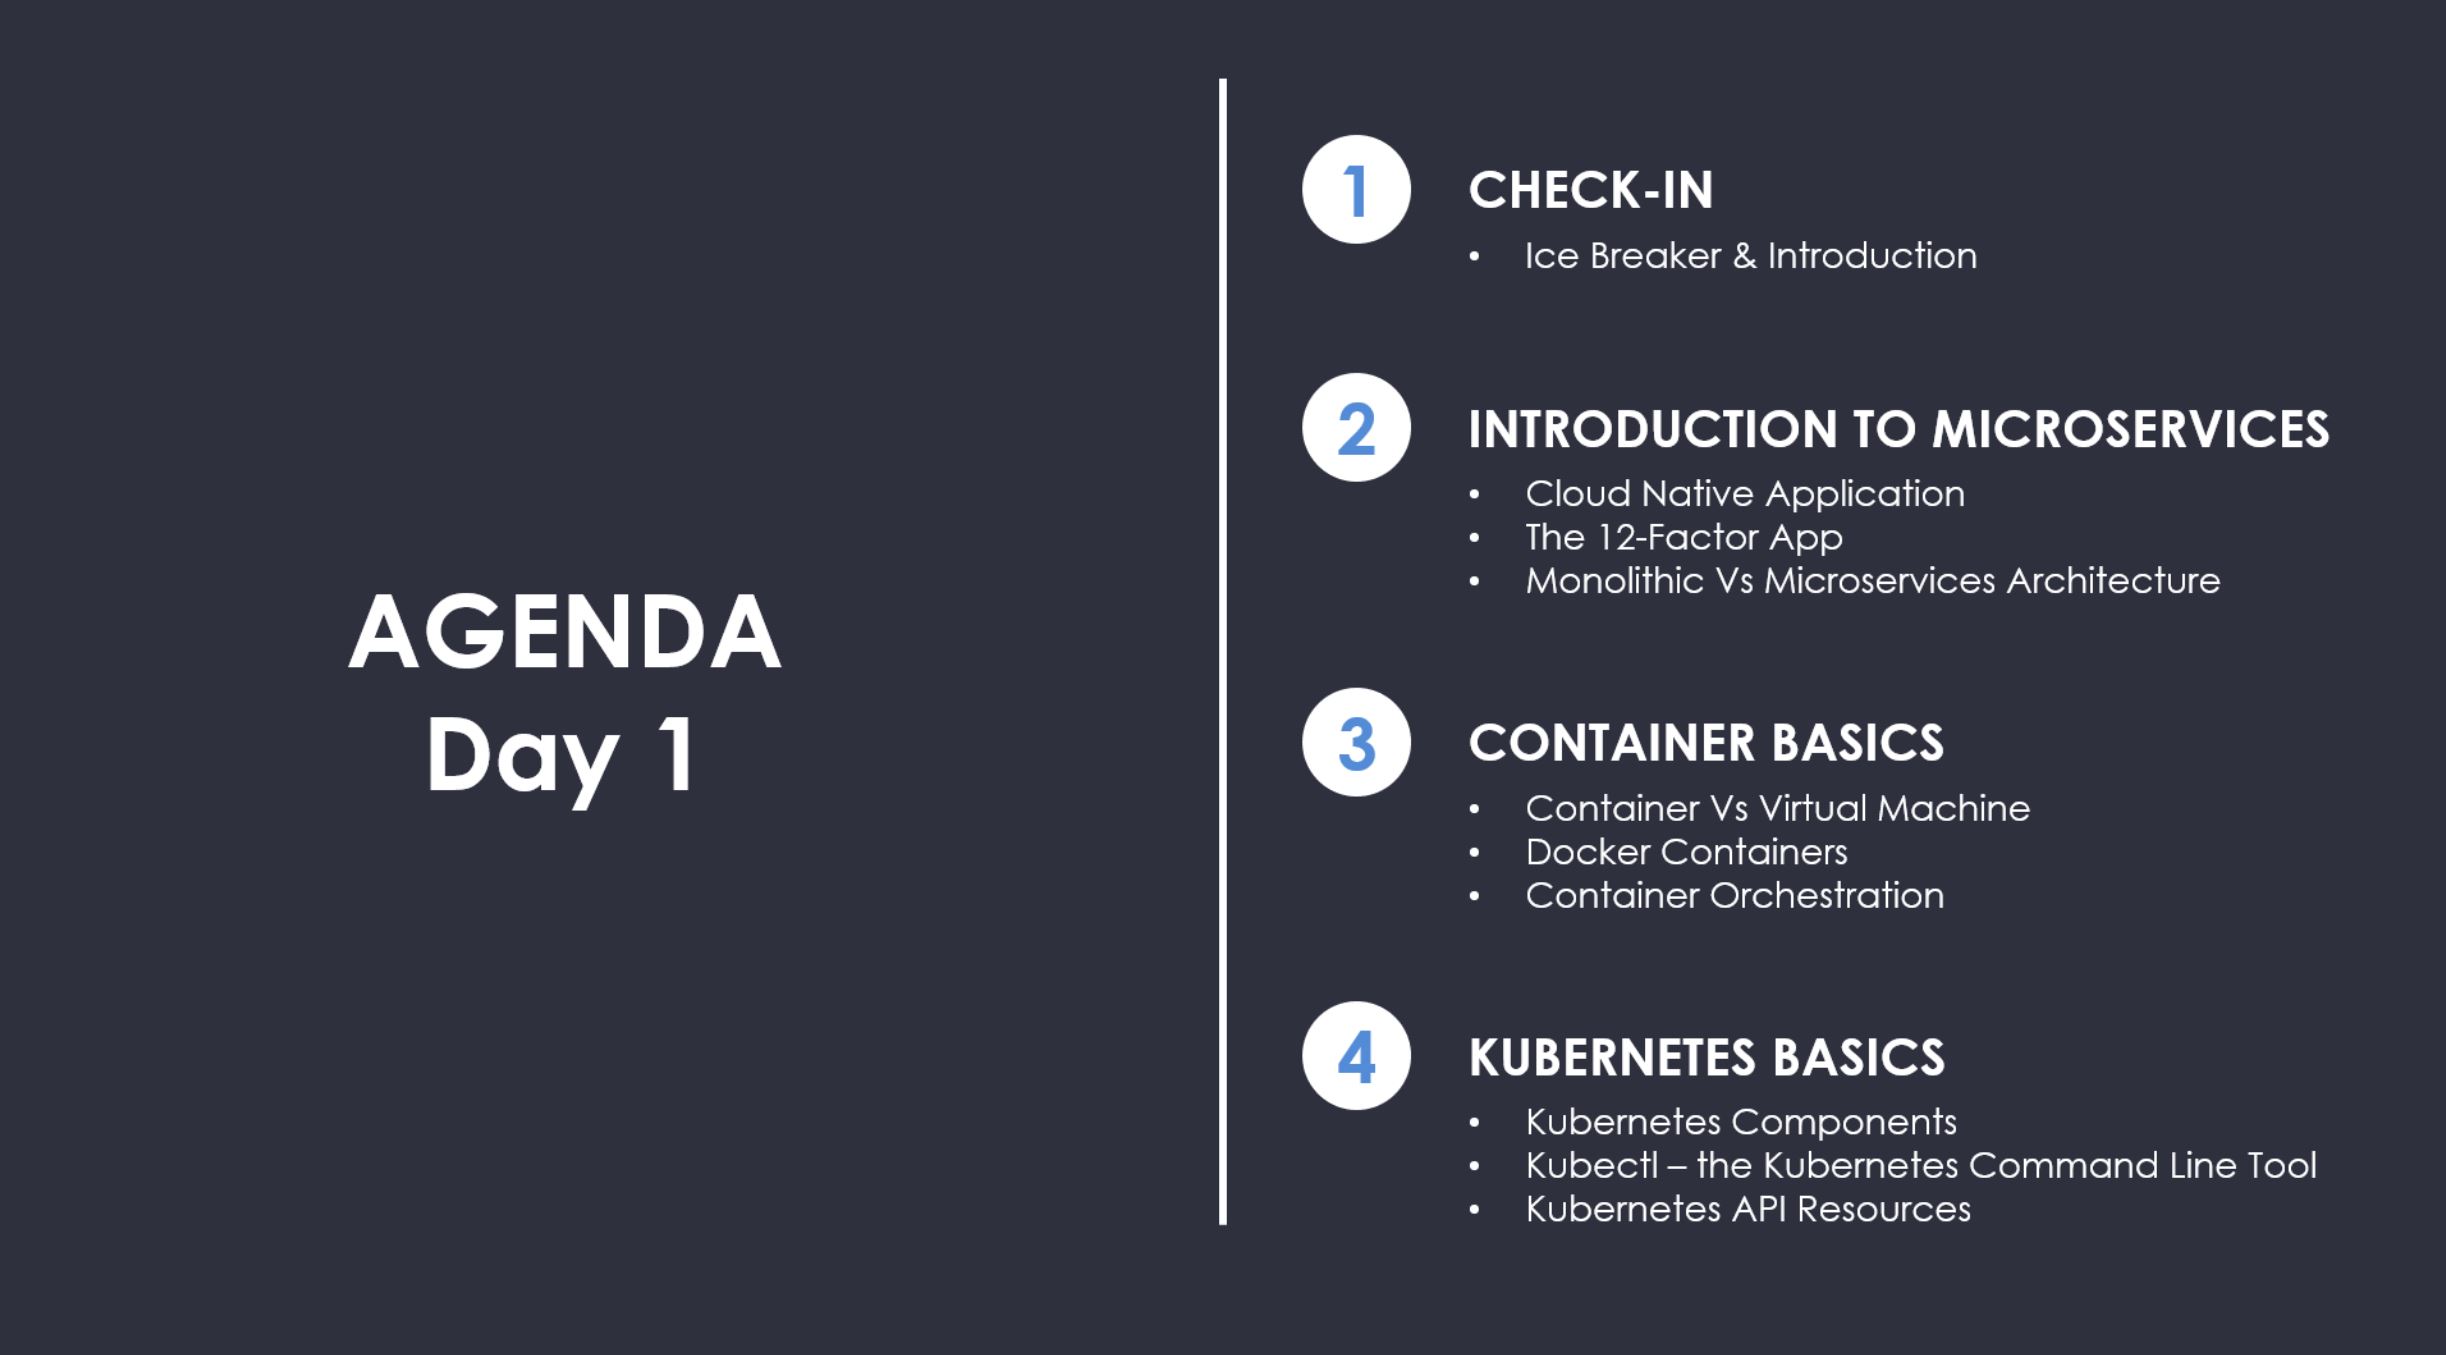 AGENDA
Day 1
1
CHECK-IN
• Ice Breaker & Introduction
2
INTRODUCTION TO MICROSERVICES
• Cloud Native Application
• The 12-Factor App
• Monolithic Vs Microservices Architecture
3
CONTAINER BASICS
• Container Vs Virtual Machine
• Docker Containers
• Container Orchestration
4
KUBERNETES BASICS
• Kubernetes Components
• Kubectl – the Kubernetes Command Line Tool
• Kubernetes API Resources